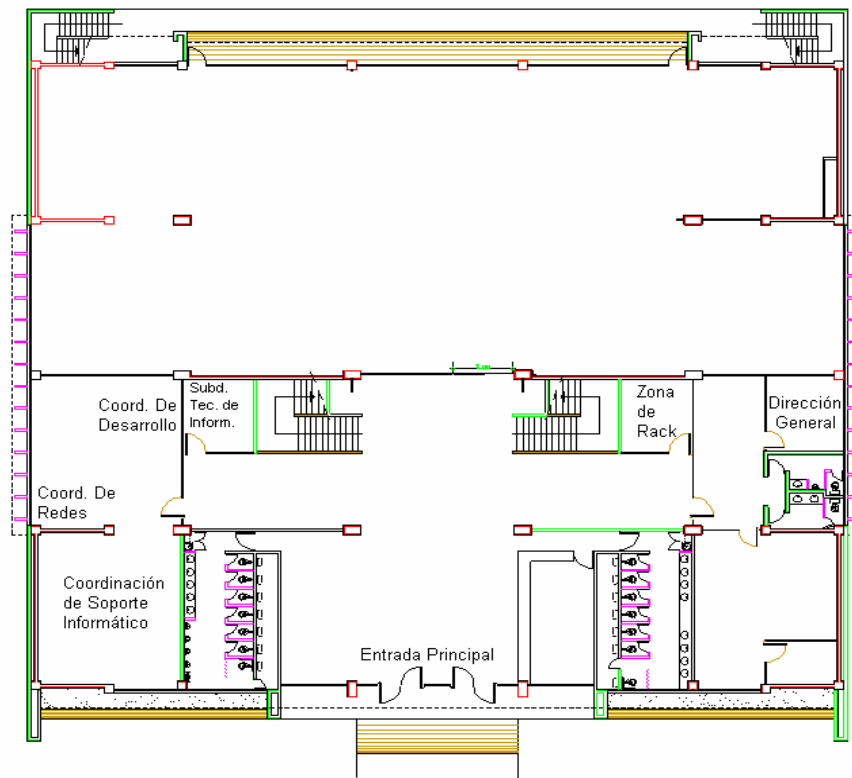 Coord. De
Desarrollo
Subd.
Tec. de
Inform.
Zona
de
Rack
Dirección
General
Coord. De
Redes
Coordinación
de Soporte
Informático
Entrada Principal